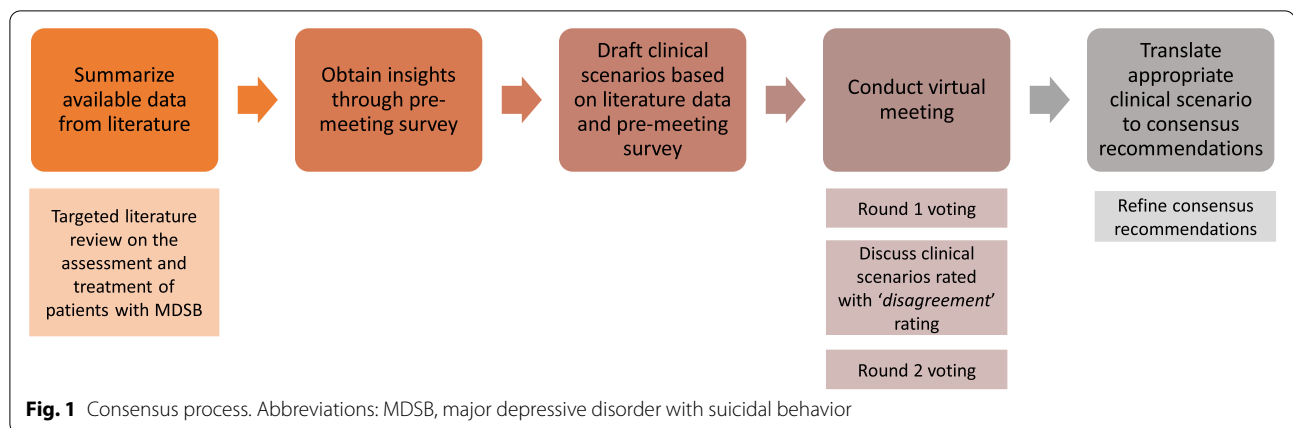 Summarize
available data
from literature
Obtain insights
through pre-
meeting survey
Draft clinical
scenarios based
on literature data
and pre-meeting
survey
Conduct virtual
meeting
Translate
appropriate
clinical scenario
to consensus
recommendations
Targeted literature
review on the
assessment and
treatment of
patients with MDSB
Round 1 voting
Discuss clinical
scenarios rated
with ‘disagreement’
rating
Round 2 voting
Refine consensus
recommendations
Fig. 1 Consensus process. Abbreviations: MDSB, major depressive disorder with suicidal behavior